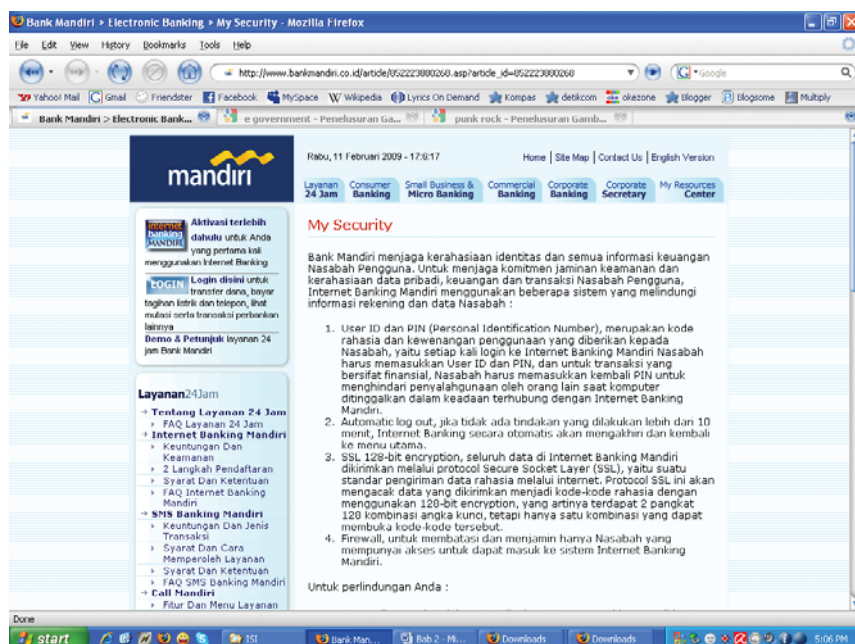 Bank Mandiri > Electronic Banking > My Security - Mozilla Firefox
File Edit View History Bookmarks Tools Help
http://www.bankmandiri.co.id/article/052223000260.asp?article_id=052223000260
Google
Yahoo! Mail Gmail Friendster Facebook MySpace Wikipedia Lyrics On Demand Kompas detikcom okezone Blogger Blogsome Multiply
Bank Mandiri > Electronic Bank... e government - Penelusuran Ga... punk rock - Penelusuran Gamb...
mandiri
Rabu, 11 Februari 2009 - 17:6:17
Home | Site Map | Contact Us | English Version
Layanan 24 Jam
Consumer Banking
Small Business & Micro Banking
Commercial Banking
Corporate Banking
Corporate Secretary
My Resources Center
internet banking MANDIRI
Aktivasi terlebih
dahulu untuk Anda
yang pertama kali
menggunakan Internet Banking
LOGIN
Login disini untuk
transfer dana, bayar
tagihan listrik dan telepon, lihat
mutasi serta transaksi perbankan
lainnya
Demo & Petunjuk layanan 24
jam Bank Mandiri
Layanan24Jam
Tentang Layanan 24 Jam
FAQ Layanan 24 Jam
Internet Banking Mandiri
Keuntungan Dan
Keamanan
2 Langkah Pendaftaran
Syarat Dan Ketentuan
FAQ Internet Banking
Mandiri
SMS Banking Mandiri
Keuntungan Dan Jenis
Transaksi
Syarat Dan Cara
Memperoleh Layanan
Syarat Dan Ketentuan
FAQ SMS Banking Mandiri
Call Mandiri
Fitur Dan Menu Layanan
My Security
Bank Mandiri menjaga kerahasiaan identitas dan semua informasi keuangan
Nasabah Pengguna. Untuk menjaga komitmen jaminan keamanan dan
kerahasiaan data pribadi, keuangan dan transaksi Nasabah Pengguna,
Internet Banking Mandiri menggunakan beberapa sistem yang melindungi
informasi rekening dan data Nasabah :
1. User ID dan PIN (Personal Identification Number), merupakan kode
rahasia dan kewenangan penggunaan yang diberikan kepada
Nasabah, yaitu setiap kali login ke Internet Banking Mandiri Nasabah
harus memasukkan User ID dan PIN, dan untuk transaksi yang
bersifat finansial, Nasabah harus memasukkan kembali PIN untuk
menghindari penyalahgunaan oleh orang lain saat komputer
ditinggalkan dalam keadaan terhubung dengan Internet Banking
Mandiri.
2. Automatic log out, jika tidak ada tindakan yang dilakukan lebih dari 10
menit, Internet Banking secara otomatis akan mengakhiri dan kembali
ke menu utama.
3. SSL 128-bit encryption, seluruh data di Internet Banking Mandiri
dikirimkan melalui protocol Secure Socket Layer (SSL), yaitu suatu
standar pengiriman data rahasia melalui internet. Protocol SSL ini akan
mengacak data yang dikirimkan menjadi kode-kode rahasia dengan
menggunakan 128-bit encryption, yang artinya terdapat 2 pangkat
128 kombinasi angka kunci, tetapi hanya satu kombinasi yang dapat
membuka kode-kode tersebut.
4. Firewall, untuk membatasi dan menjamin hanya Nasabah yang
mempunyai akses untuk dapat masuk ke sistem Internet Banking
Mandiri.
Untuk perlindungan Anda :
Done
start ISI Bank Man... Bab 2 - Mi... Downloads Downloads 5:06 PM